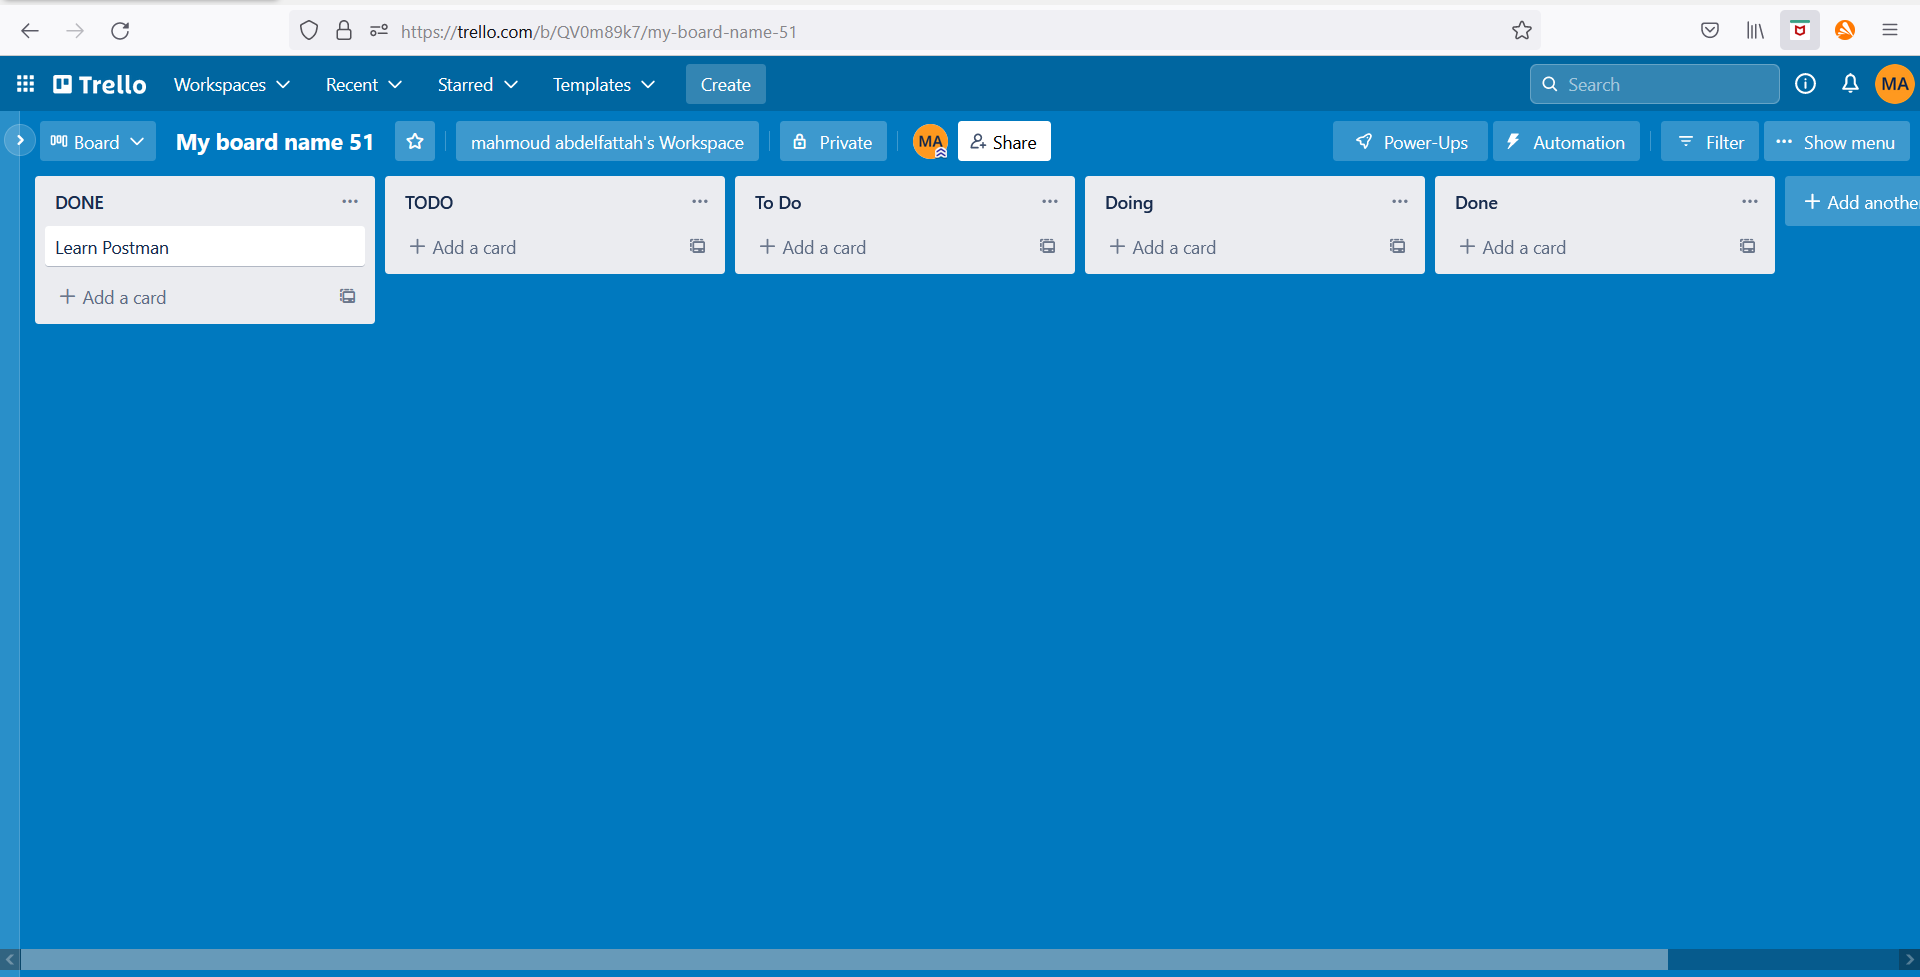 https://trello.com/b/QV0m89k7/my-board-name-51
Trello Workspaces Recent Starred Templates Create Search MA
Board My board name 51 mahmoud abdelfattah's Workspace Private MA Share Power-Ups Automation Filter Show menu
DONE
Learn Postman
Add a card
TODO
Add a card
To Do
Add a card
Doing
Add a card
Done
Add a card
Add another